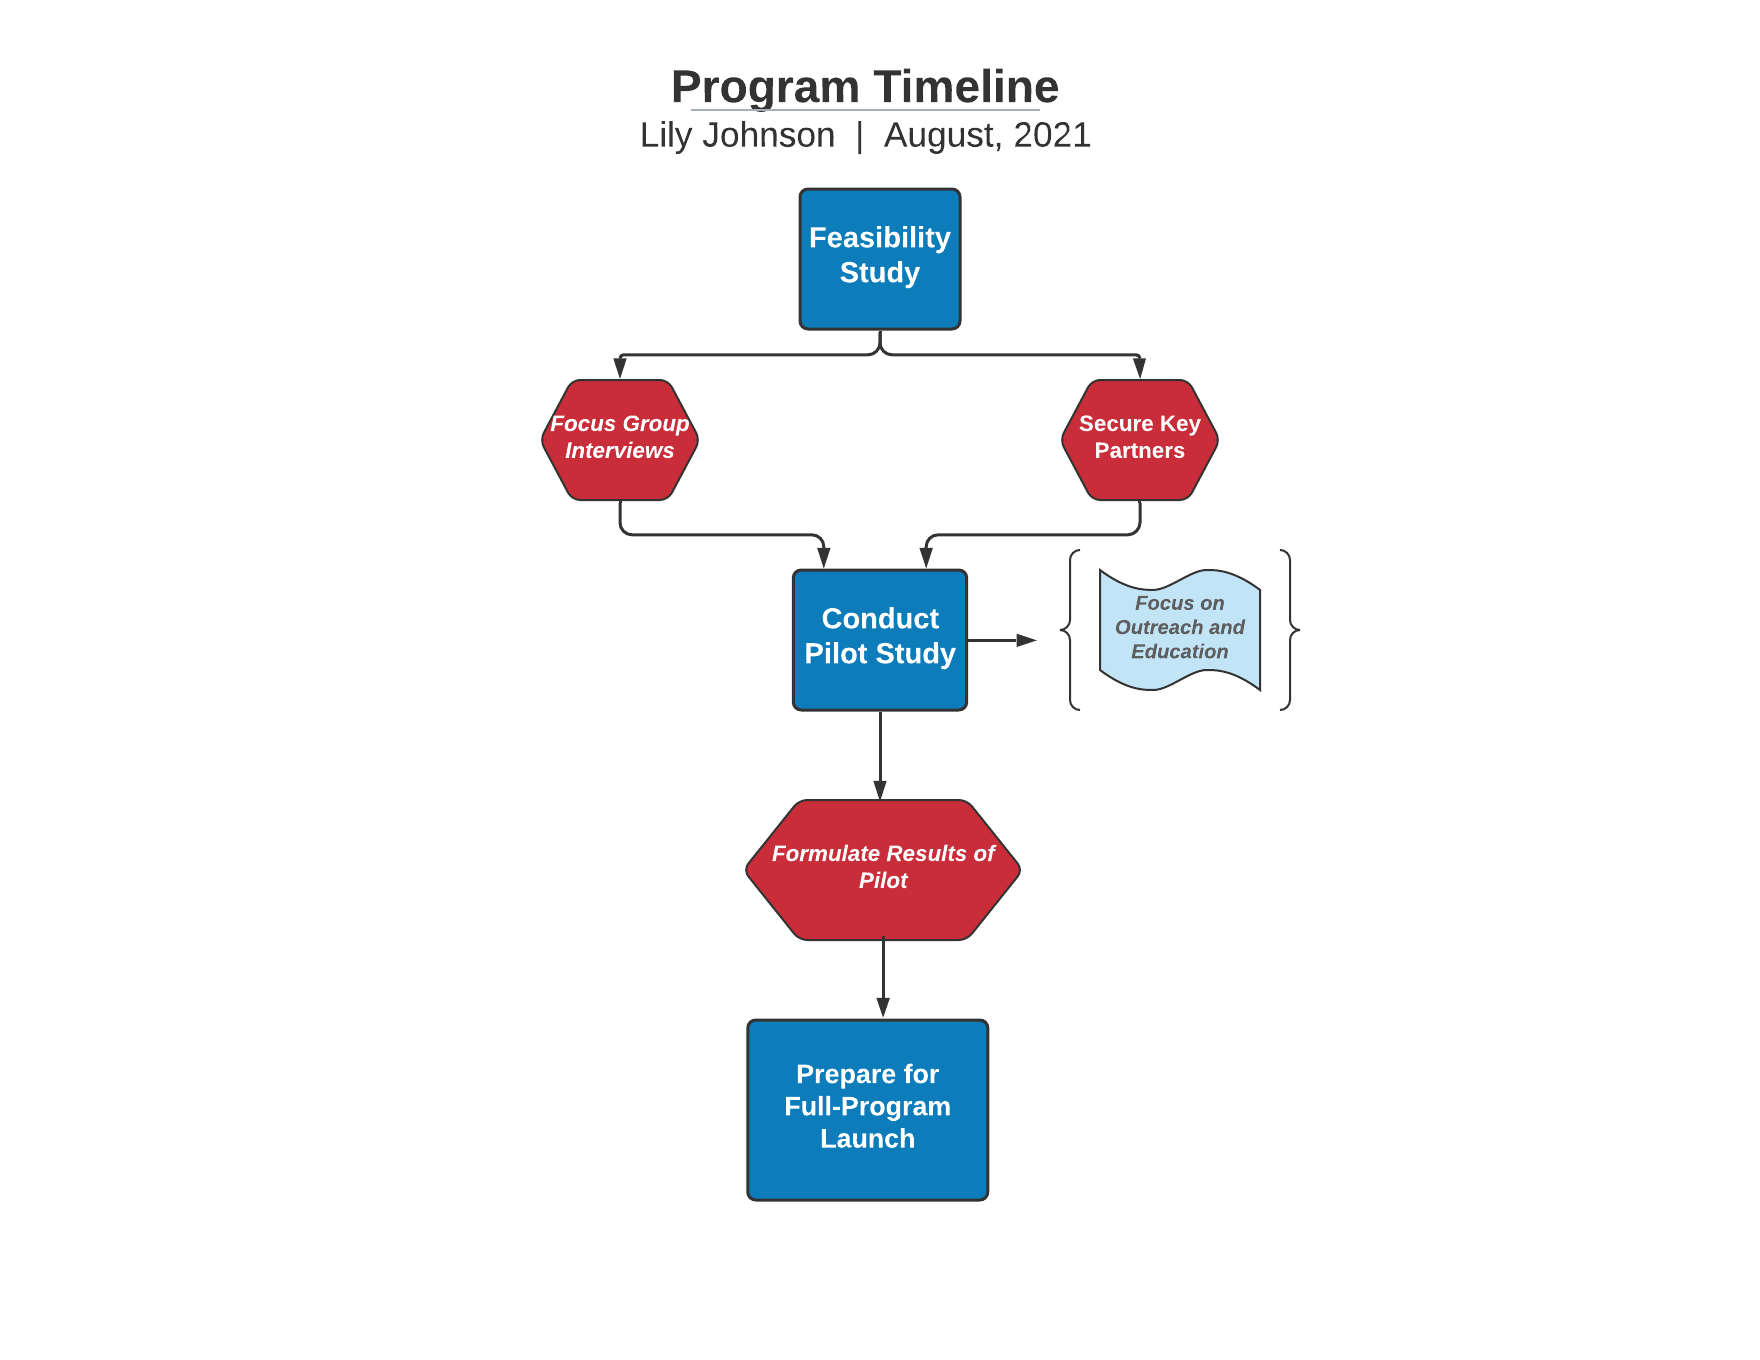 Program Timeline
Lily Johnson | August, 2021
Feasibility
Study
Focus Group
Interviews
Secure Key
Partners
Conduct
Pilot Study
Focus on
Outreach and
Education
Formulate Results of
Pilot
Prepare for
Full-Program
Launch